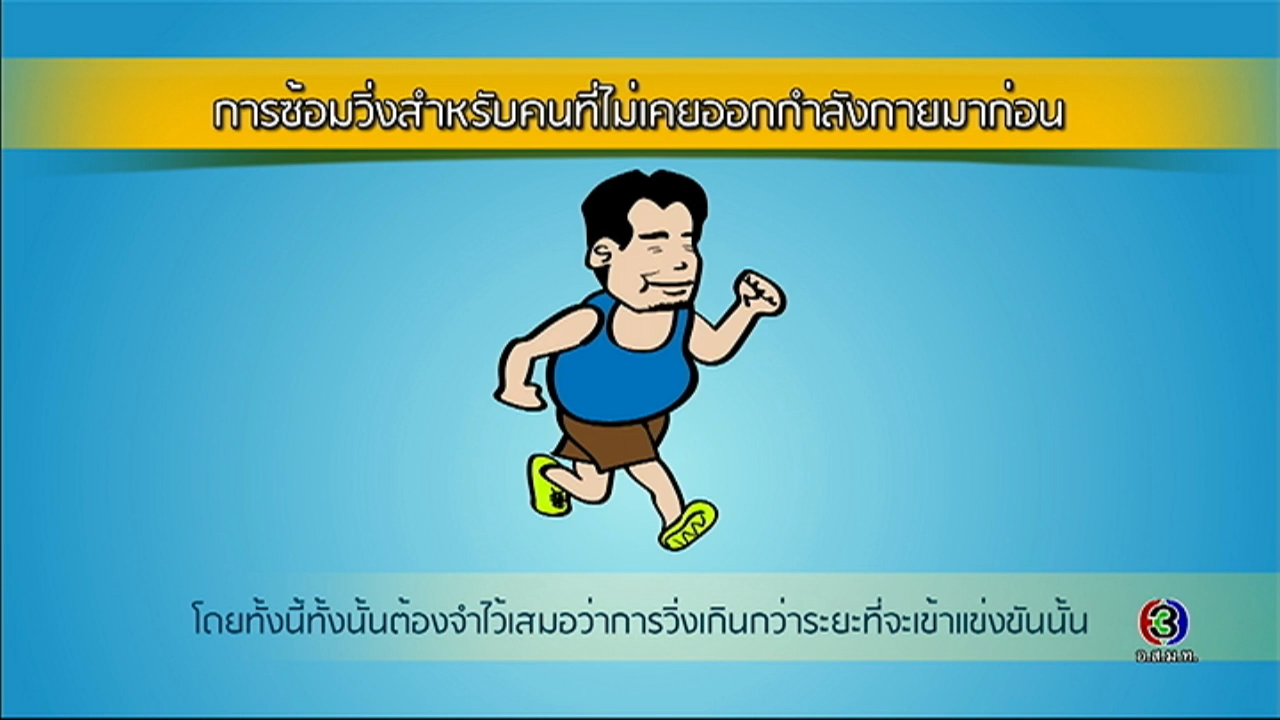 การซ้อมวิ่งสำหรับคนที่ไม่เคยออกกำลังกายมาก่อน
โดยทั้งนี้ทั้งนั้นต้องจำไว้เสมอว่าการวิ่งเกินกว่าระยะที่จะเข้าแข่งขันนั้น
3
อ.ส.ม.ท.